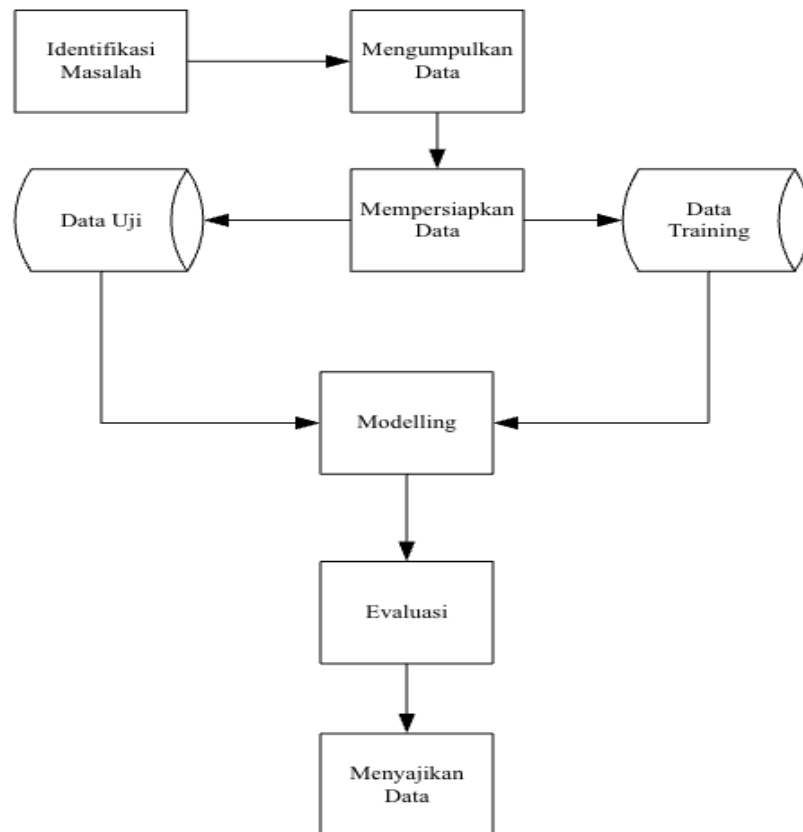 Identifikasi
Masalah
Mengumpulkan
Data
Data Uji
Mempersiapkan
Data
Data
Training
Modelling
Evaluasi
Menyajikan
Data